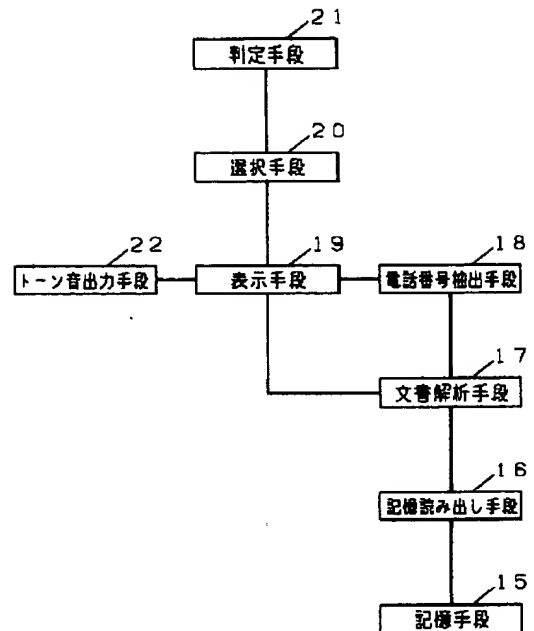 21
判定手段
20
選択手段
22
19
18
トーン音出力手段
表示手段
電話番号抽出手段
17
文書解析手段
16
記憶読み出し手段
15
記憶手段